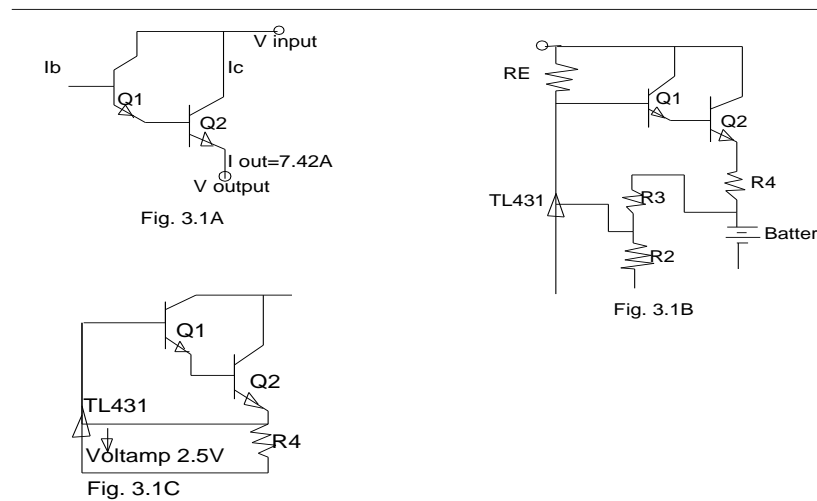 V input
Ib
Ic
Q1
Q2
I out=7.42A
V output
Fig. 3.1A
RE
Q1
Q2
R4
TL431
R3
Batter
R2
Fig. 3.1B
Q1
Q2
TL431
R4
Voltamp 2.5V
Fig. 3.1C